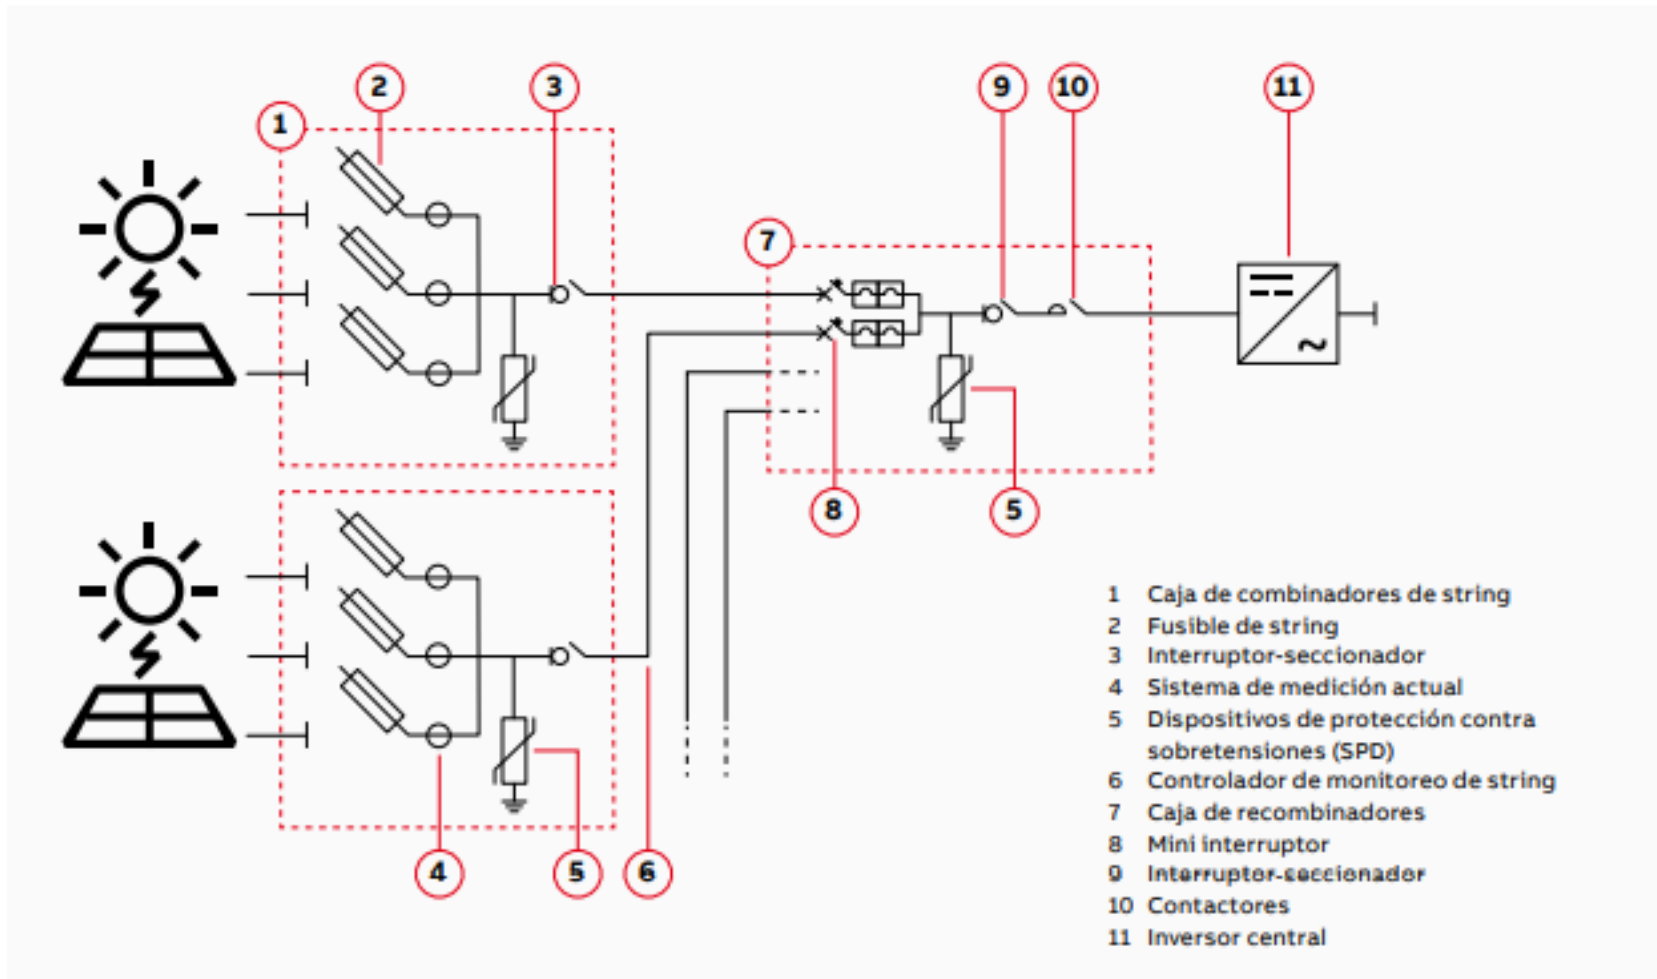 2
3
9
10
11
1
7
8
5
4
5
6
1 Caja de combinadores de string
2 Fusible de string
3 Interruptor-seccionador
4 Sistema de medición actual
5 Dispositivos de protección contra
sobretensiones (SPD)
6 Controlador de monitoreo de string
7 Caja de recombinadores
8 Mini interruptor
9 Interruptor-seccionador
10 Contactores
11 Inversor central